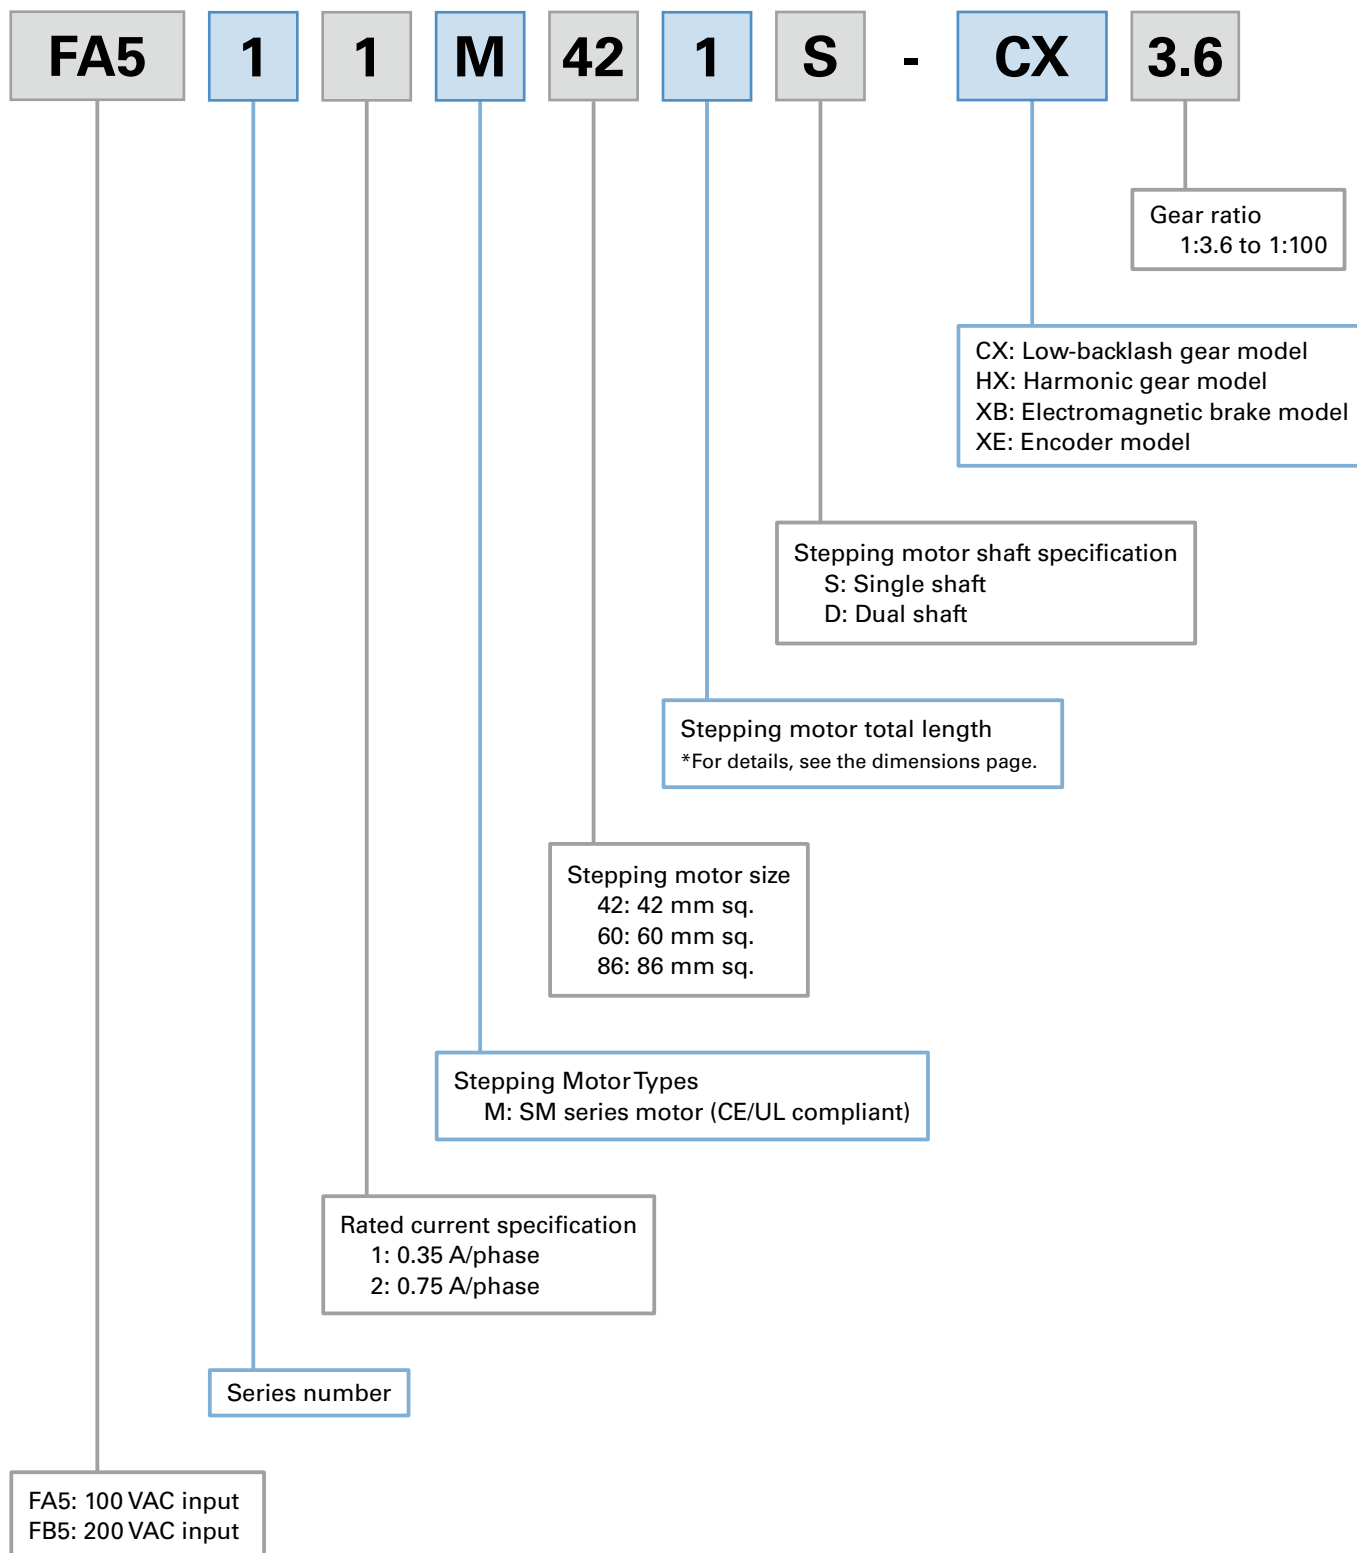 FA5 1 1 M 42 1 S - CX 3.6
Gear ratio
1:3.6 to 1:100
CX: Low-backlash gear model
HX: Harmonic gear model
XB: Electromagnetic brake model
XE: Encoder model
Stepping motor shaft specification
S: Single shaft
D: Dual shaft
Stepping motor total length
*For details, see the dimensions page.
Stepping motor size
42: 42 mm sq.
60: 60 mm sq.
86: 86 mm sq.
Stepping Motor Types
M: SM series motor (CE/UL compliant)
Rated current specification
1: 0.35 A/phase
2: 0.75 A/phase
Series number
FA5: 100 VAC input
FB5: 200 VAC input